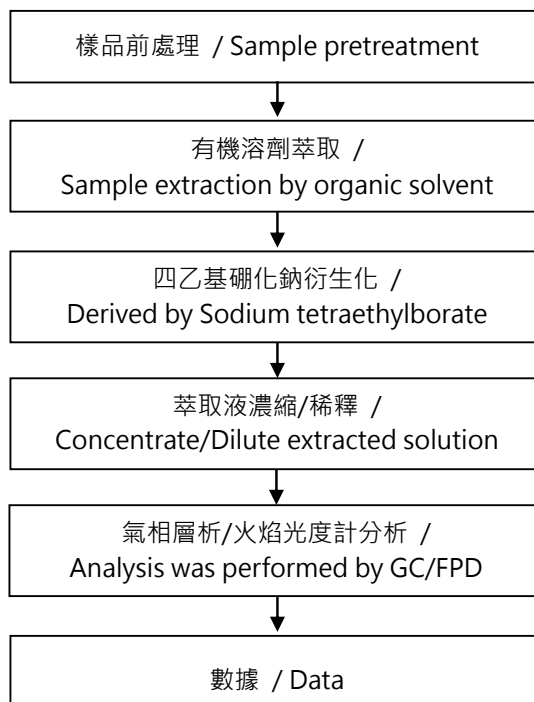 樣品前處理 / Sample pretreatment
有機溶劑萃取 /
Sample extraction by organic solvent
四乙基硼化鈉衍生化 /
Derived by Sodium tetraethylborate
萃取液濃縮/稀釋 /
Concentrate/Dilute extracted solution
氣相層析/火焰光度計分析 /
Analysis was performed by GC/FPD
數據 / Data